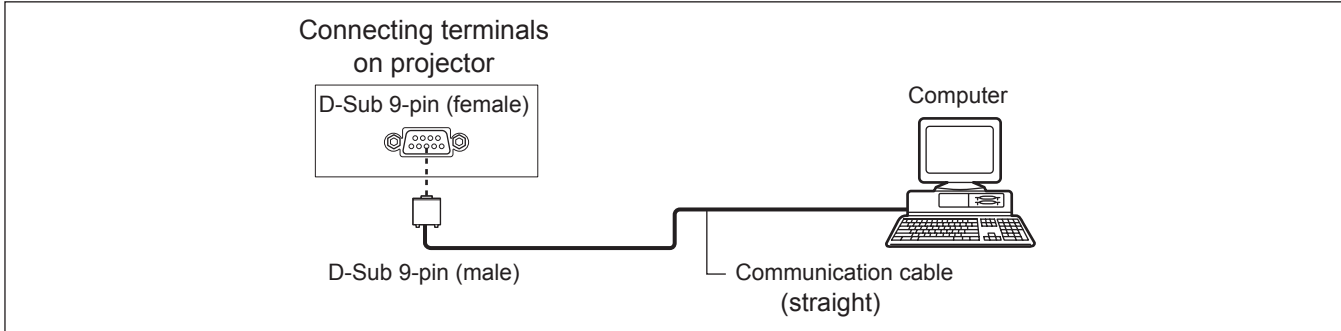 Connecting terminals
on projector
D-Sub 9-pin (female)
Computer
D-Sub 9-pin (male)
Communication cable
(straight)